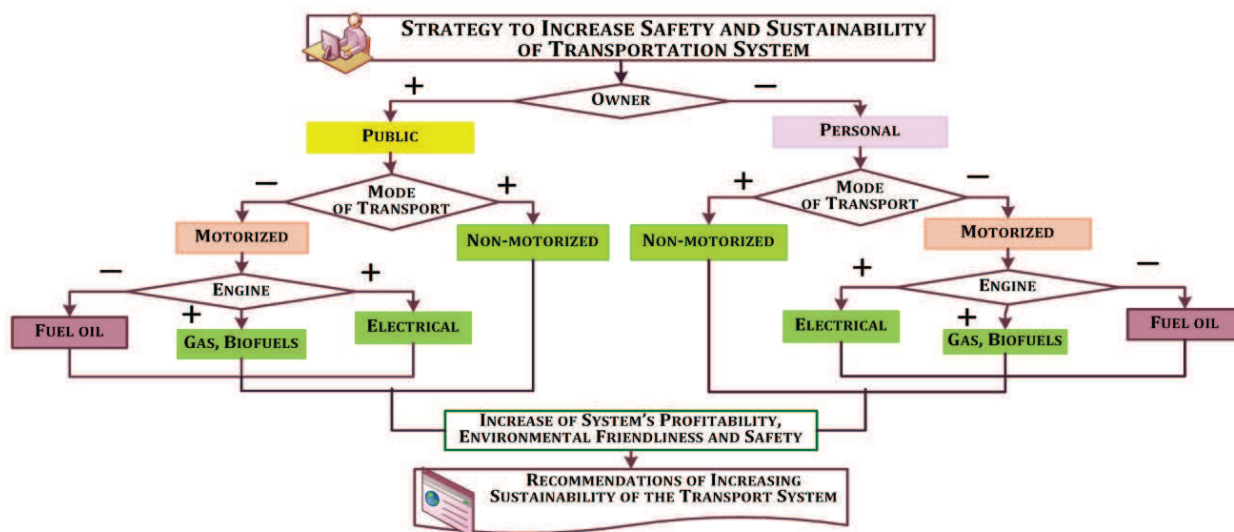 STRATEGY TO INCREASE SAFETY AND SUSTAINABILITY
OF TRANSPORTATION SYSTEM
+
OWNER
−
PUBLIC
PERSONAL
−
MODE
OF TRANSPORT
+
+
MODE
OF TRANSPORT
−
MOTORIZED
NON-MOTORIZED
NON-MOTORIZED
MOTORIZED
−
ENGINE
+
+
ENGINE
−
FUEL OIL
+
GAS, BIOFUELS
ELECTRICAL
ELECTRICAL
+
GAS, BIOFUELS
FUEL OIL
INCREASE OF SYSTEM'S PROFITABILITY,
ENVIRONMENTAL FRIENDLINESS AND SAFETY
RECOMMENDATIONS OF INCREASING
SUSTAINABILITY OF THE TRANSPORT SYSTEM